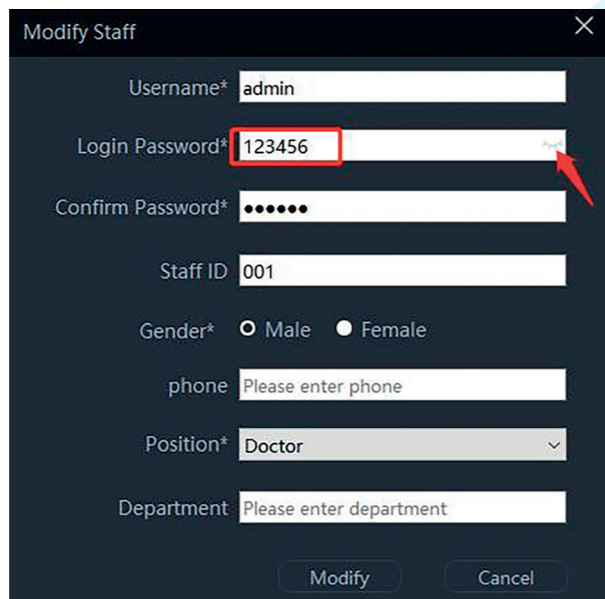 Modify Staff
Username* admin
Login Password* 123456
Confirm Password* ●●●●●●
Staff ID 001
Gender* Male Female
phone Please enter phone
Position* Doctor
Department Please enter department
Modify Cancel